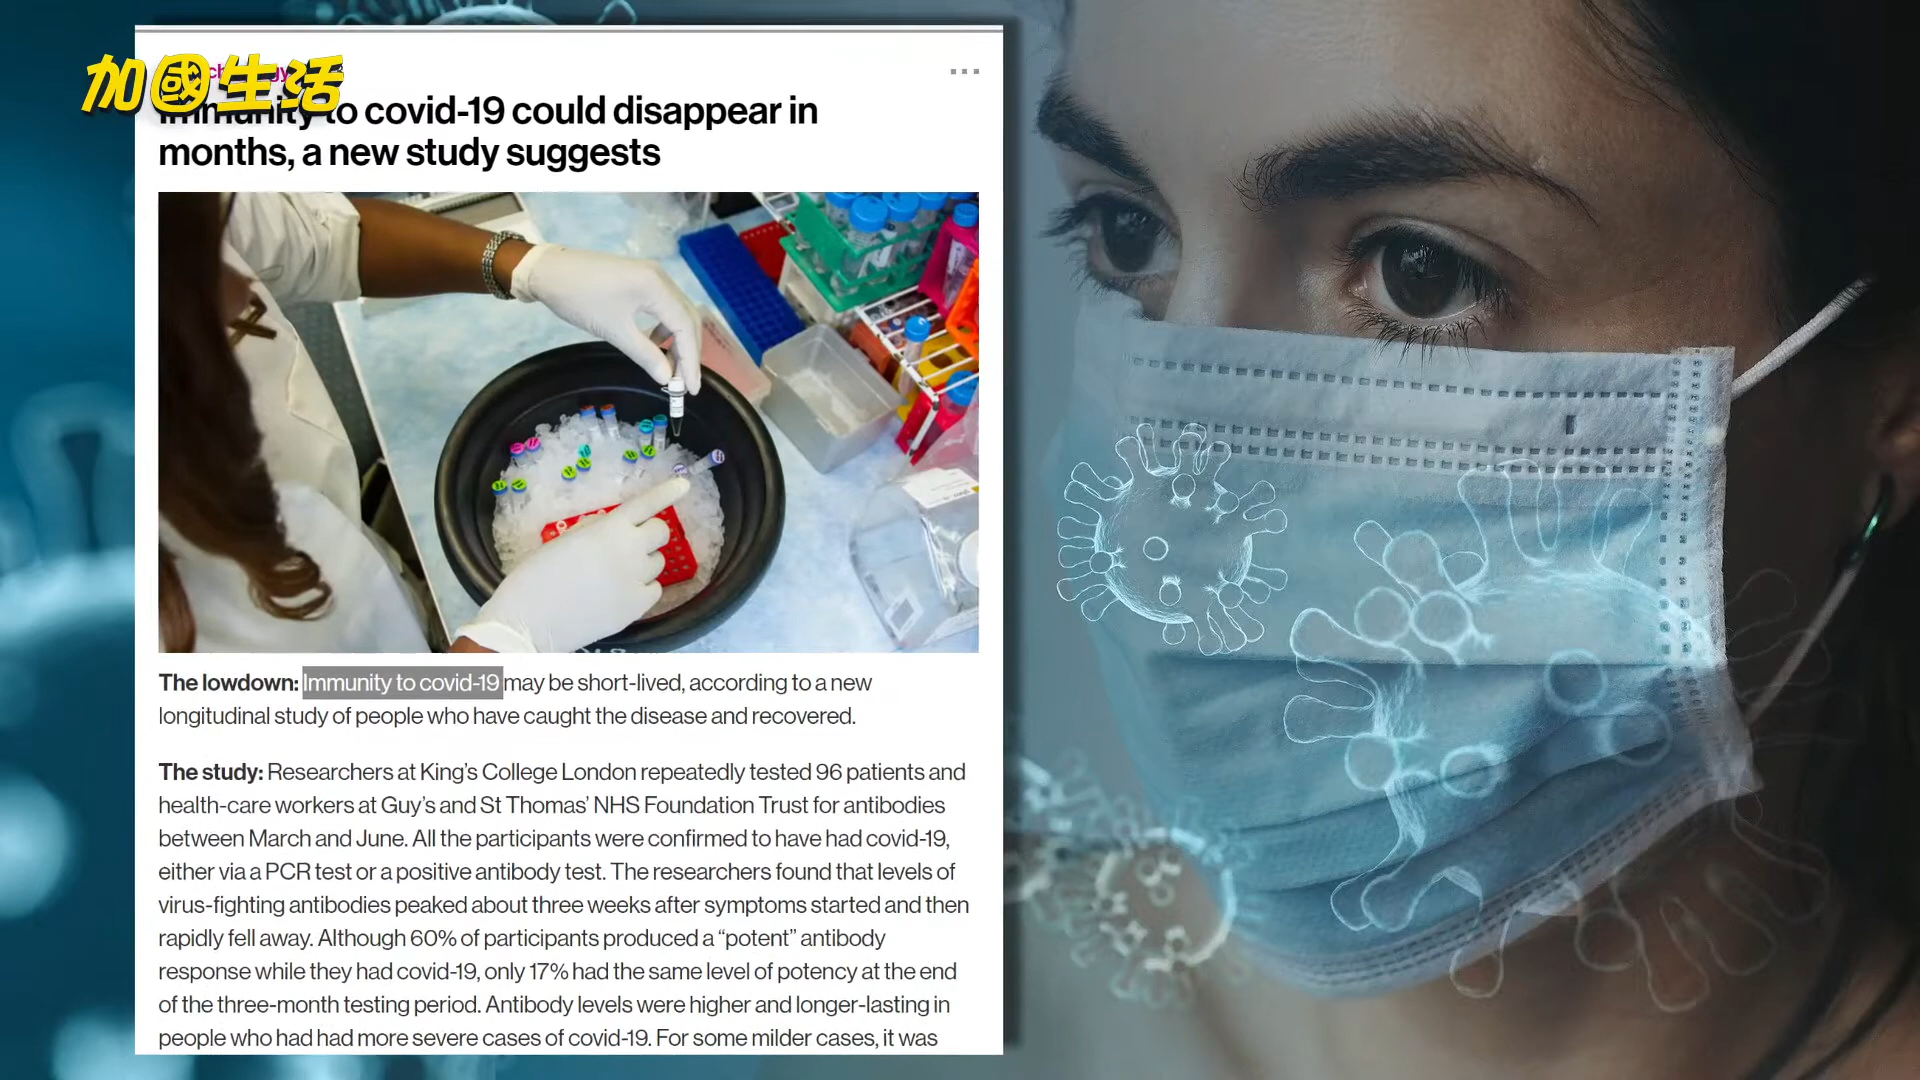 加國生活
Immunity to covid-19 could disappear in
months, a new study suggests
The lowdown: Immunity to covid-19 may be short-lived, according to a new
longitudinal study of people who have caught the disease and recovered.
The study: Researchers at King’s College London repeatedly tested 96 patients and
health-care workers at Guy’s and St Thomas’ NHS Foundation Trust for antibodies
between March and June. All the participants were confirmed to have had covid-19,
either via a PCR test or a positive antibody test. The researchers found that levels of
virus-fighting antibodies peaked about three weeks after symptoms started and then
rapidly fell away. Although 60% of participants produced a “potent” antibody
response while they had covid-19, only 17% had the same level of potency at the end
of the three-month testing period. Antibody levels were higher and longer-lasting in
people who had had more severe cases of covid-19. For some milder cases, it was